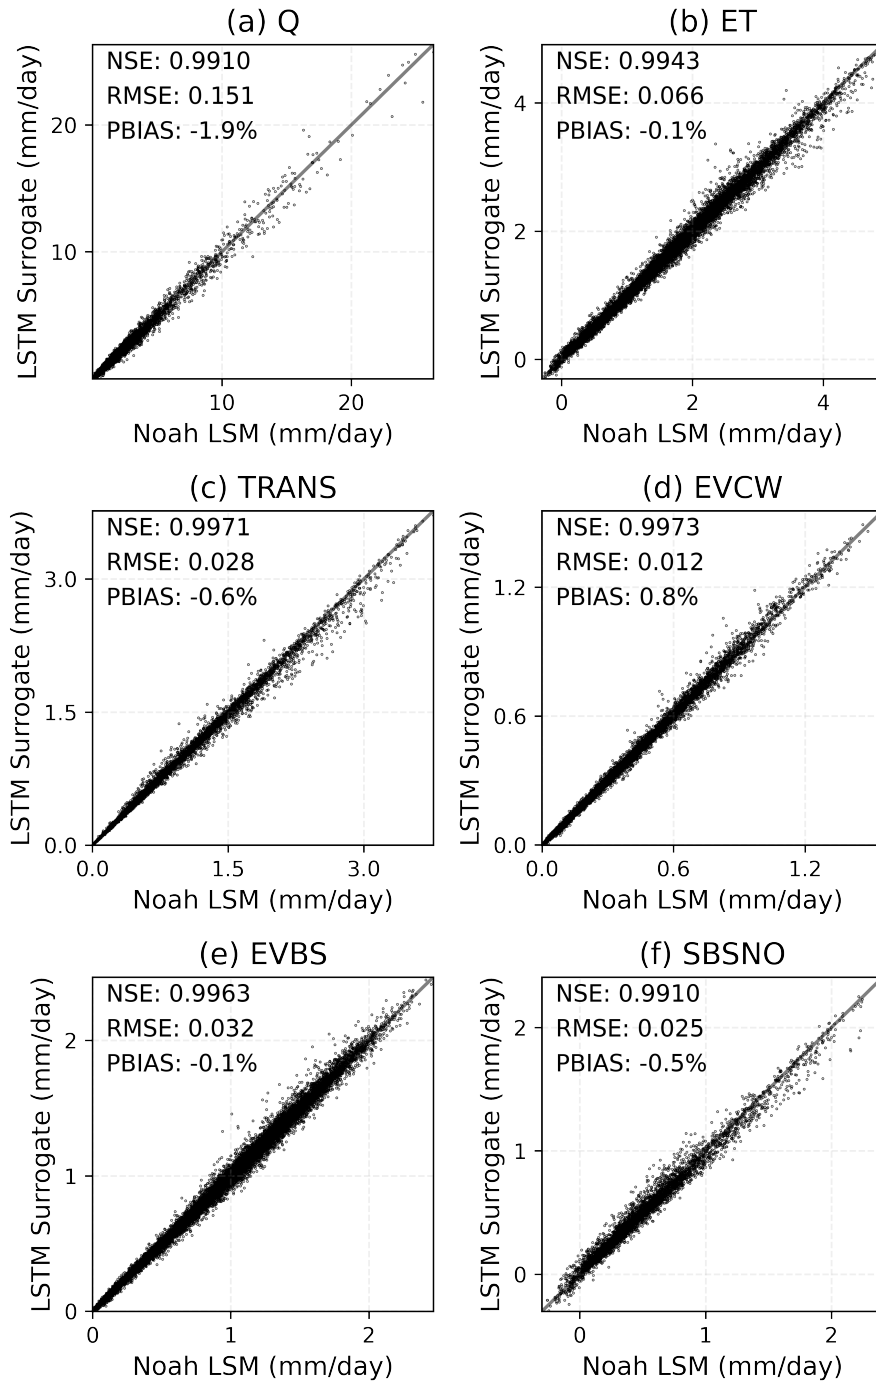 (a) Q
NSE: 0.9910
RMSE: 0.151
PBIAS: -1.9%
20
10
10 20
LSTM Surrogate (mm/day)
Noah LSM (mm/day)
(b) ET
NSE: 0.9943
RMSE: 0.066
PBIAS: -0.1%
4
2
0
0 2 4
LSTM Surrogate (mm/day)
Noah LSM (mm/day)
(c) TRANS
NSE: 0.9971
RMSE: 0.028
PBIAS: -0.6%
3.0
1.5
0.0
0.0 1.5 3.0
LSTM Surrogate (mm/day)
Noah LSM (mm/day)
(d) EVCW
NSE: 0.9973
RMSE: 0.012
PBIAS: 0.8%
1.2
0.6
0.0
0.0 0.6 1.2
LSTM Surrogate (mm/day)
Noah LSM (mm/day)
(e) EVBS
NSE: 0.9963
RMSE: 0.032
PBIAS: -0.1%
2
1
0
0 1 2
LSTM Surrogate (mm/day)
Noah LSM (mm/day)
(f) SBSNO
NSE: 0.9910
RMSE: 0.025
PBIAS: -0.5%
2
1
0
0 1 2
LSTM Surrogate (mm/day)
Noah LSM (mm/day)